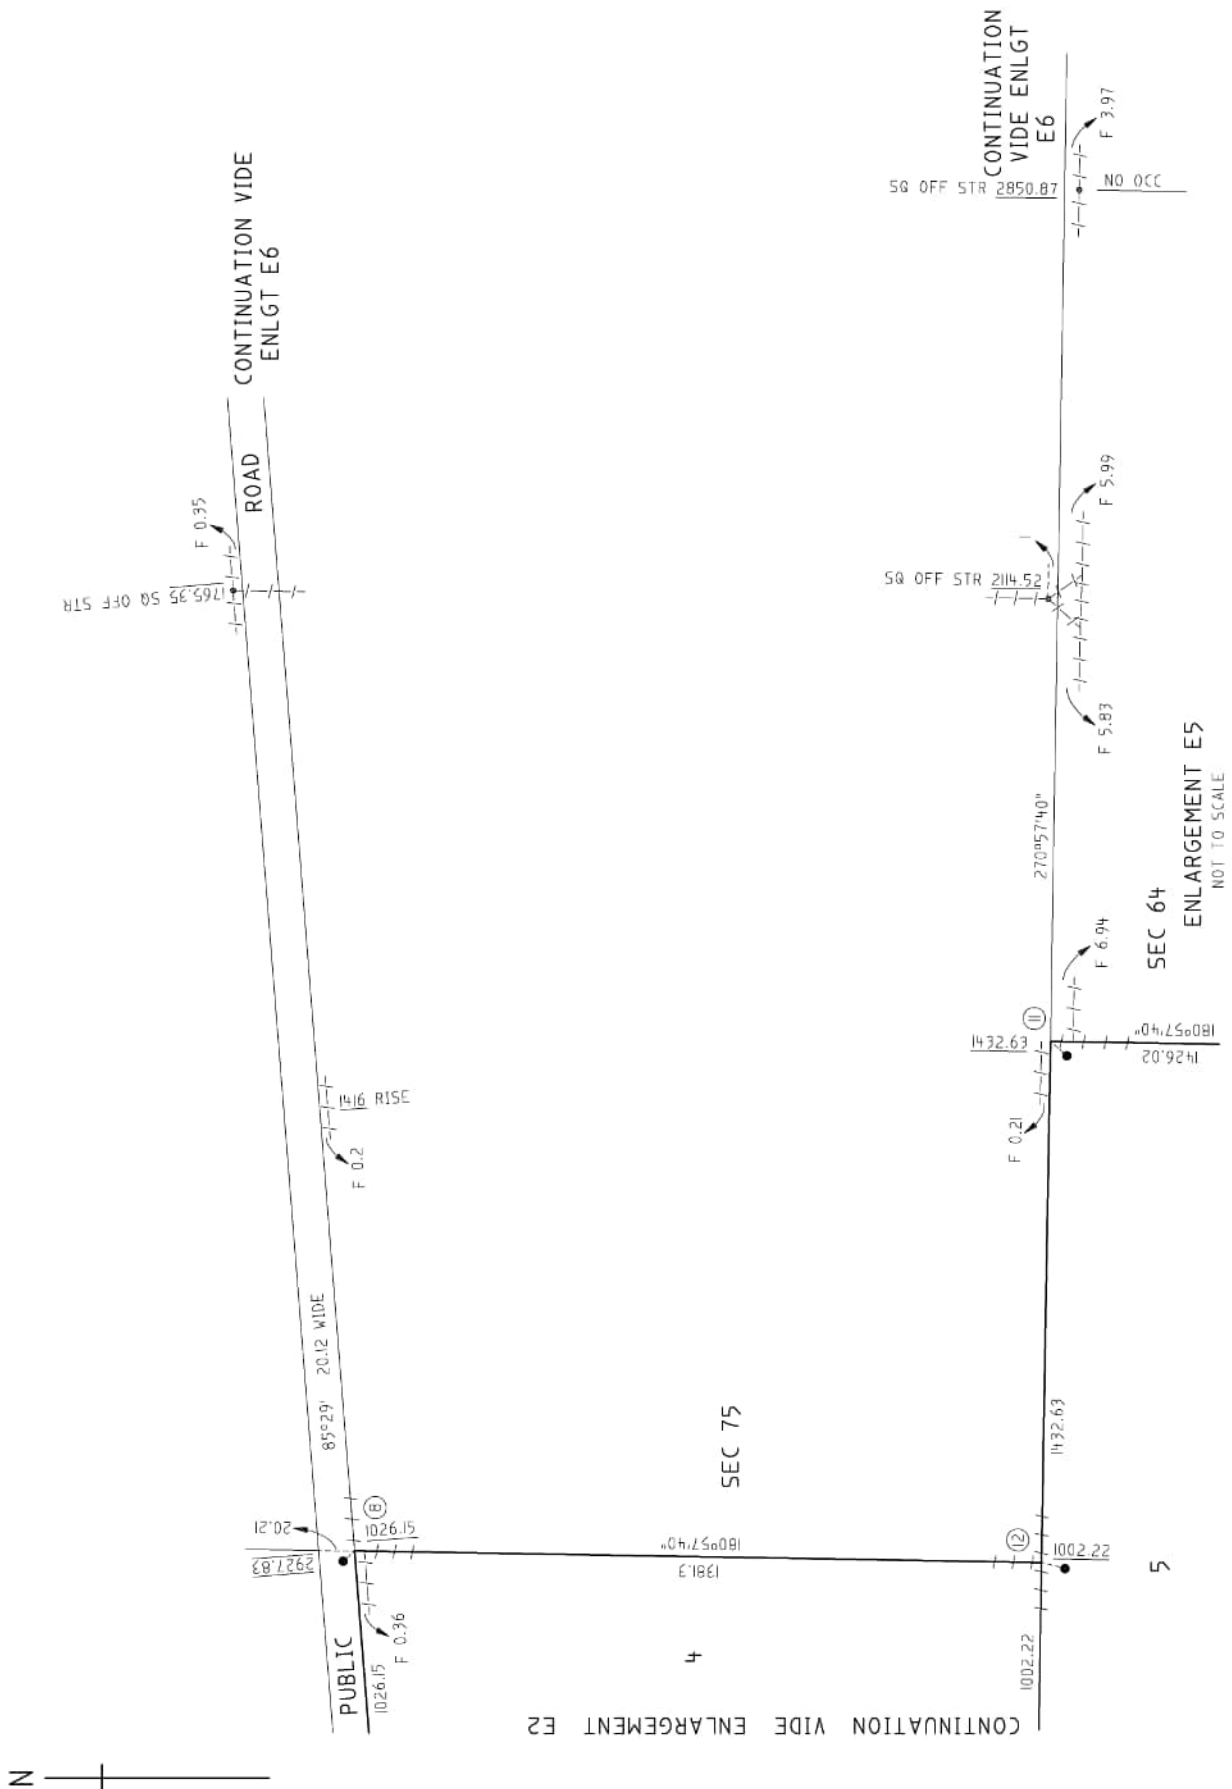 CONTINUATION
VIDE ENLGT
E6
SQ OFF STR 2850.87
F 3.97
NO OCC
CONTINUATION VIDE
ENLGT E6
ROAD
F 0.35
1765.35 SQ OFF STR
SQ OFF STR 2114.52
1
F 5.99
F 5.83
270°57'40"
ENLARGEMENT E5
NOT TO SCALE
SEC 64
F 6.94
11
1432.63
180°57'40"
1426.02
F 0.21
1416 RISE
F 0.2
85°29' 20.12 WIDE
SEC 75
1432.63
20.21
2927.83
8
1026.15
180°57'40"
1381.3
12
1002.22
5
PUBLIC
F 0.36
1026.15
4
1002.22
CONTINUATION VIDE ENLARGEMENT E2
N